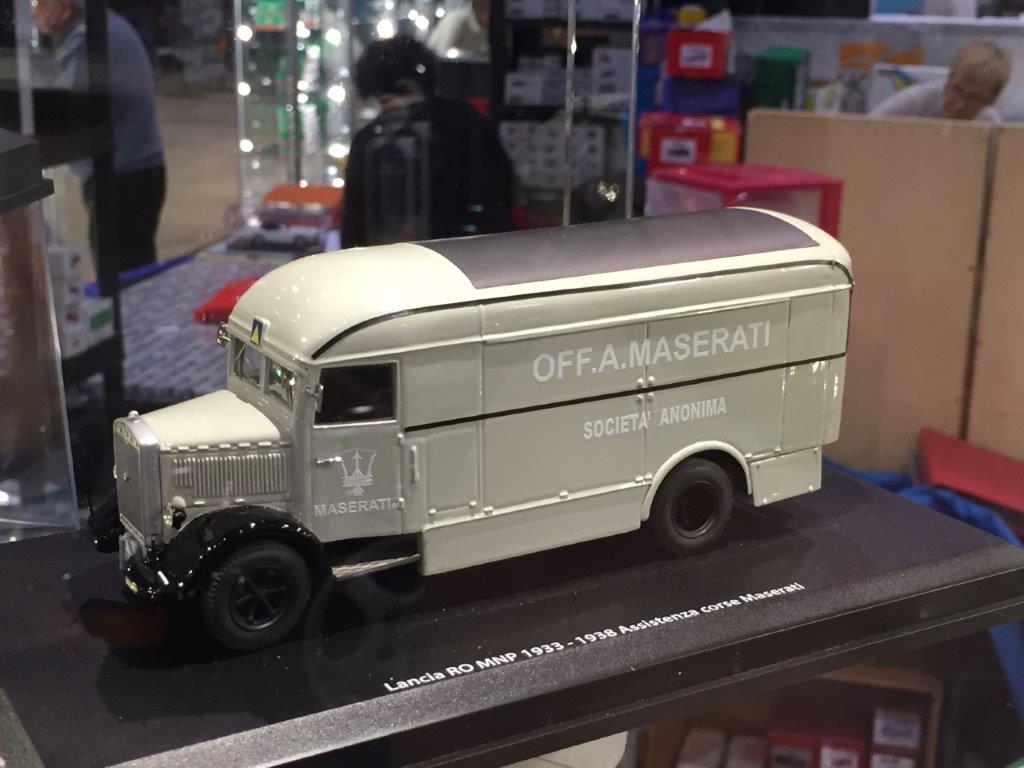 OFF.A.MASERATI
SOCIETA' ANONIMA
MASERATI
Lancia RO MNP 1933 - 1938 Assistenza corse Maserati